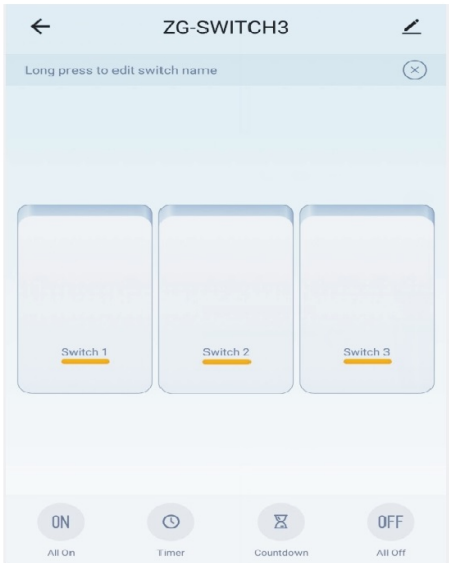 ZG-SWITCH3
Long press to edit switch name
Switch 1 Switch 2 Switch 3
ON OFF
All On Timer Countdown All Off